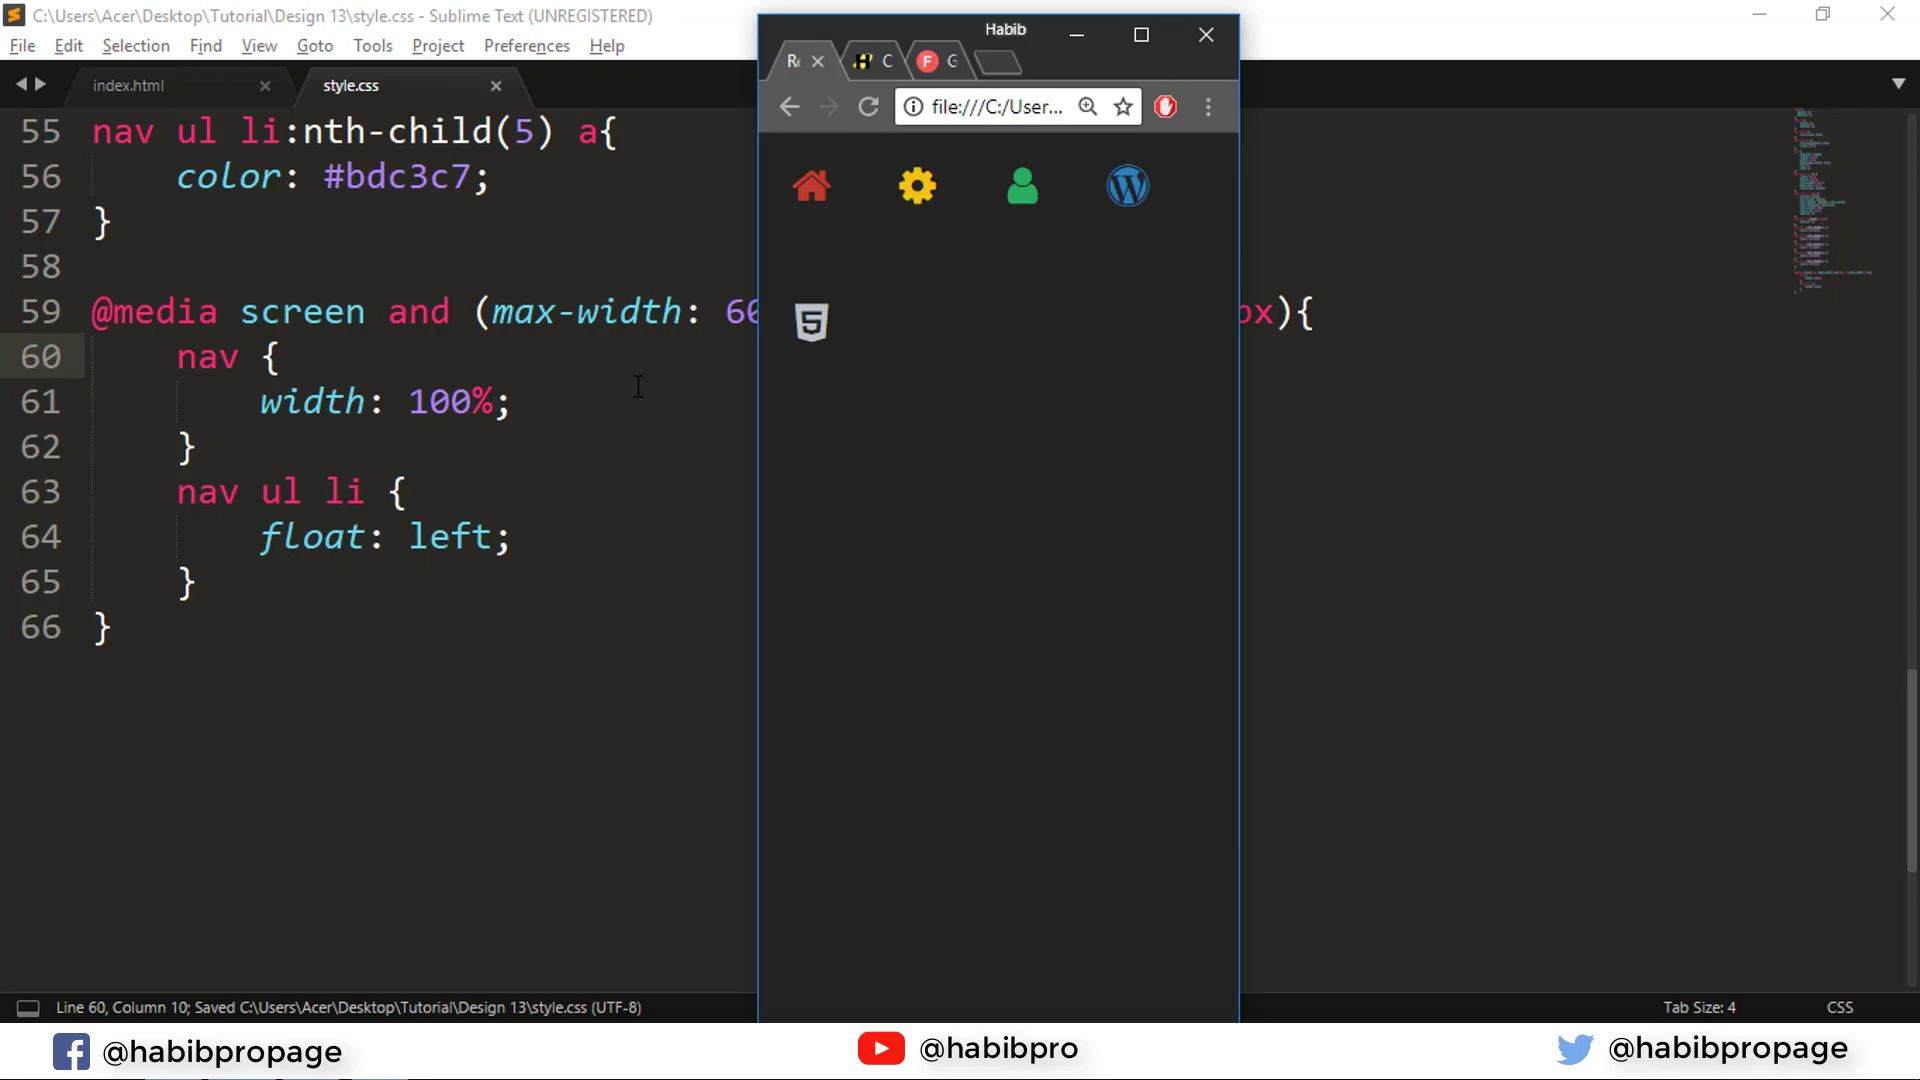 C:\Users\Acer\Desktop\Tutorial\Design 13\style.css - Sublime Text (UNREGISTERED)
File Edit Selection Find View Goto Tools Project Preferences Help
index.html
style.css
Habib
C
G
file:///C:/User...
55 nav ul li:nth-child(5) a{
56 color: #bdc3c7;
57 }
58
59 @media screen and (max-width: 60
px){
60 nav {
61 width: 100%;
62 }
63 nav ul li {
64 float: left;
65 }
66 }
Line 60, Column 10; Saved C:\Users\Acer\Desktop\Tutorial\Design 13\style.css (UTF-8)
Tab Size: 4
CSS
@habibpropage
@habibpro
@habibpropage